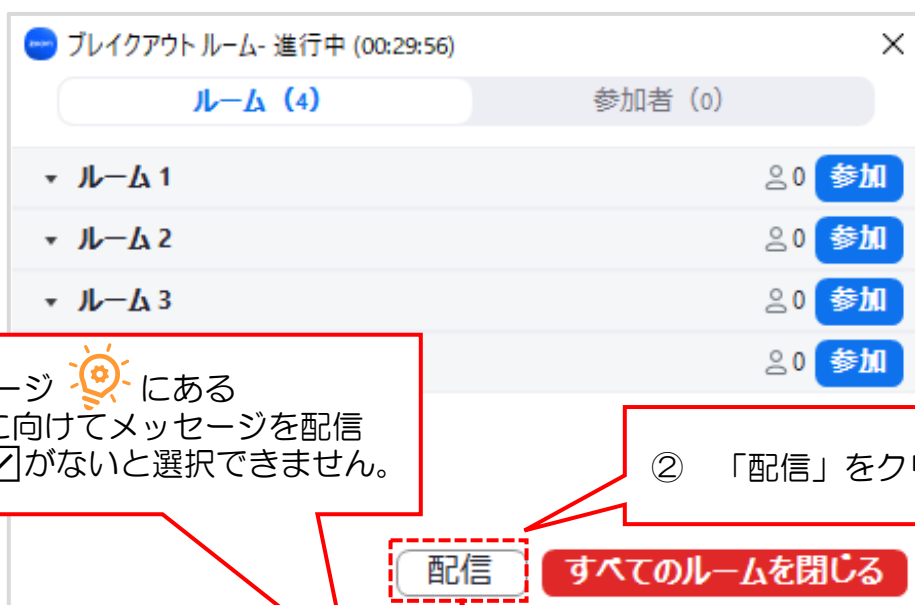 zoom ブレイクアウト ルーム- 進行中 (00:29:56)
ルーム（4） 参加者（0）
ルーム 1 0 参加
ルーム 2 0 参加
ルーム 3 0 参加
0 参加
ージ にある
に向けてメッセージを配信
がないと選択できません。
② 「配信」をクリ
配信 すべてのルームを閉じる